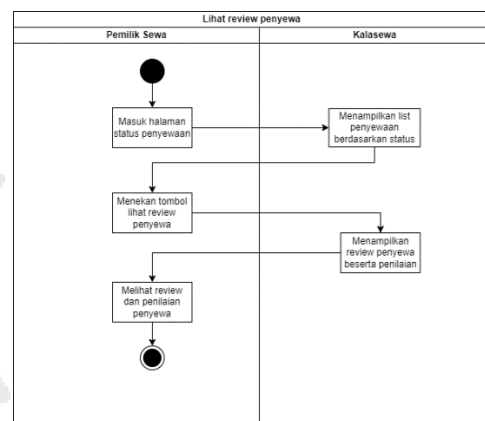 Lihat review penyewa
Pemilik Sewa
Kalasewa
Masuk halaman
status penyewaan
Menampilkan list
penyewaan
berdasarkan status
Menekan tombol
lihat review
penyewa
Menampilkan
review penyewa
beserta penilaian
Melihat review
dan penilaian
penyewa